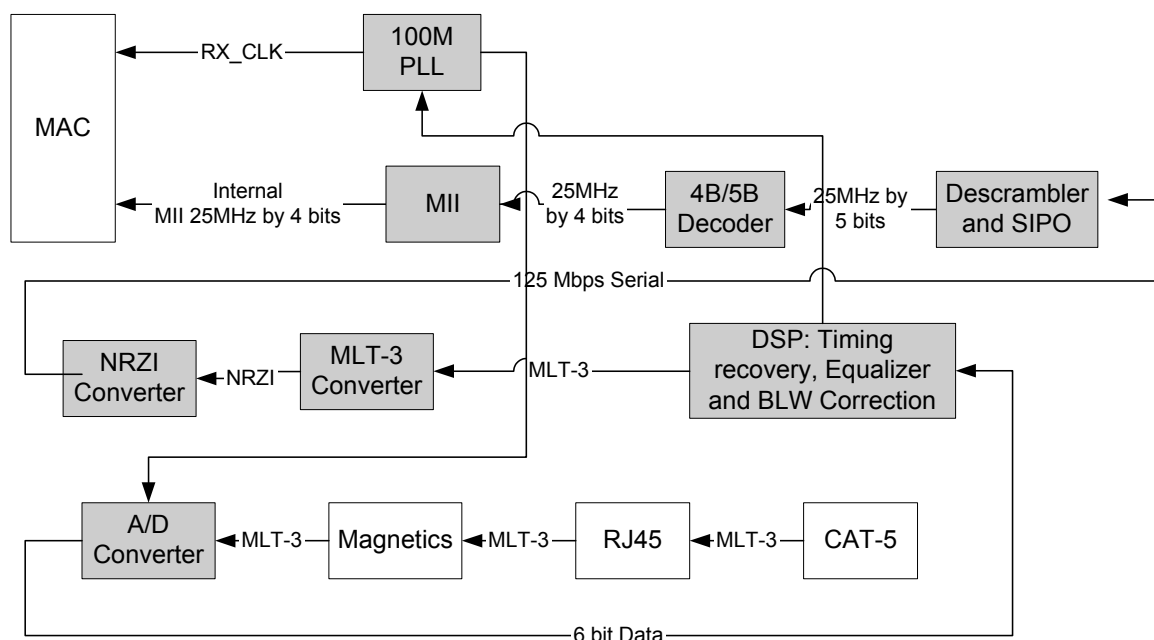 100M
PLL
RX_CLK
MAC
Internal
MII 25MHz by 4 bits
MII
25MHz
by 4 bits
4B/5B
Decoder
25MHz by
5 bits
Descrambler
and SIPO
125 Mbps Serial
NRZI
Converter
NRZI
MLT-3
Converter
MLT-3
DSP: Timing
recovery, Equalizer
and BLW Correction
A/D
Converter
MLT-3
Magnetics
MLT-3
RJ45
MLT-3
CAT-5
6 bit Data